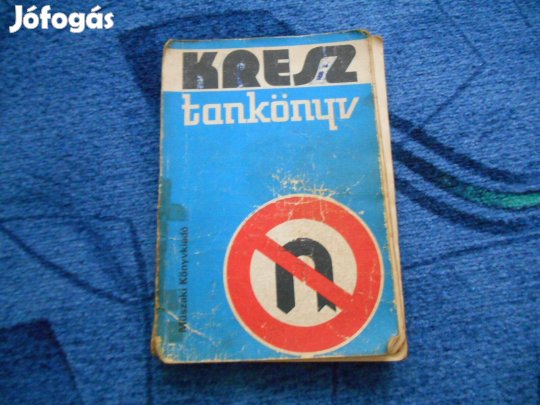 Jófogás
KRESZ
tankönyv
Műszaki Könyvkiadó